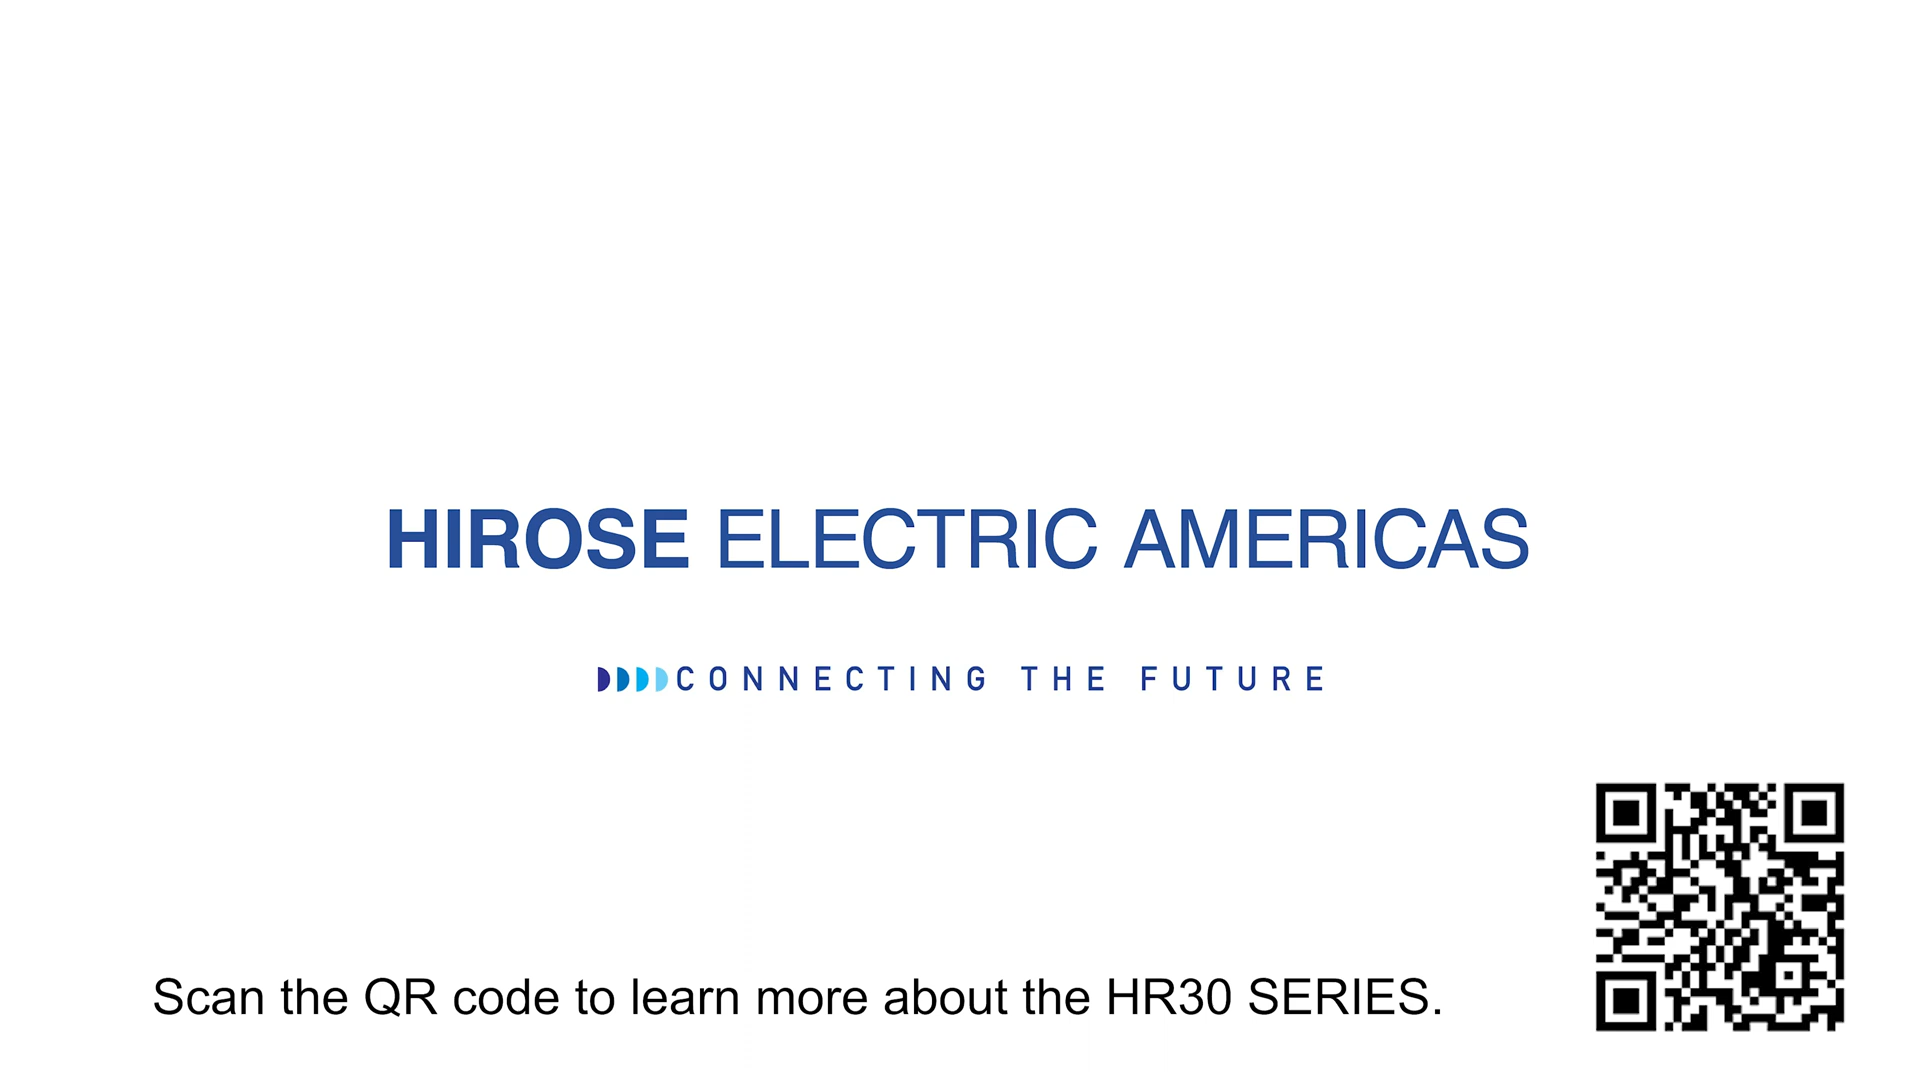 HIROSE ELECTRIC AMERICAS
CONNECTING THE FUTURE
Scan the QR code to learn more about the HR30 SERIES.